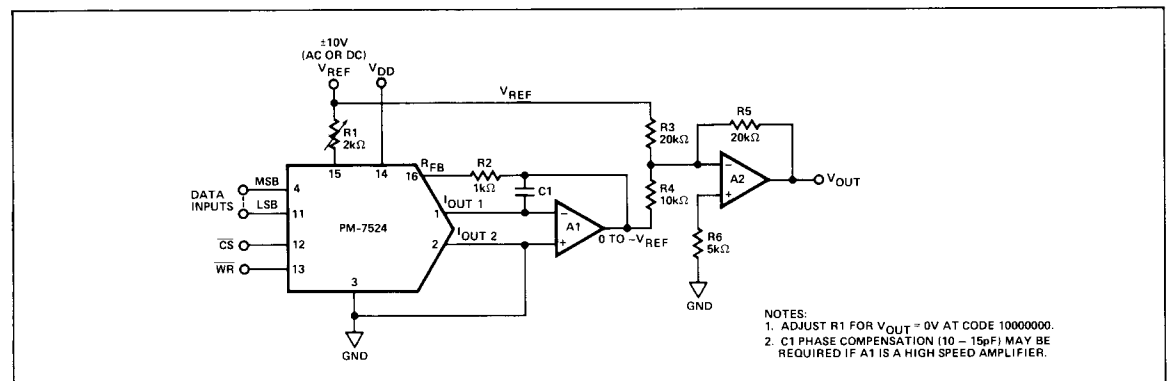 ±10V
(AC OR DC)
VREF
VDD
VREF
R1
2kΩ
R3
20kΩ
R5
20kΩ
15
14
16
RFB
R2
1kΩ
C1
DATA
INPUTS
MSB
4
LSB
11
CS
12
WR
13
PM-7524
1
IOUT 1
2
IOUT 2
3
GND
A1
0 TO -VREF
R4
10kΩ
A2
VOUT
R6
5kΩ
GND
NOTES:
1. ADJUST R1 FOR VOUT = 0V AT CODE 10000000.
2. C1 PHASE COMPENSATION (10 – 15pF) MAY BE
REQUIRED IF A1 IS A HIGH SPEED AMPLIFIER.